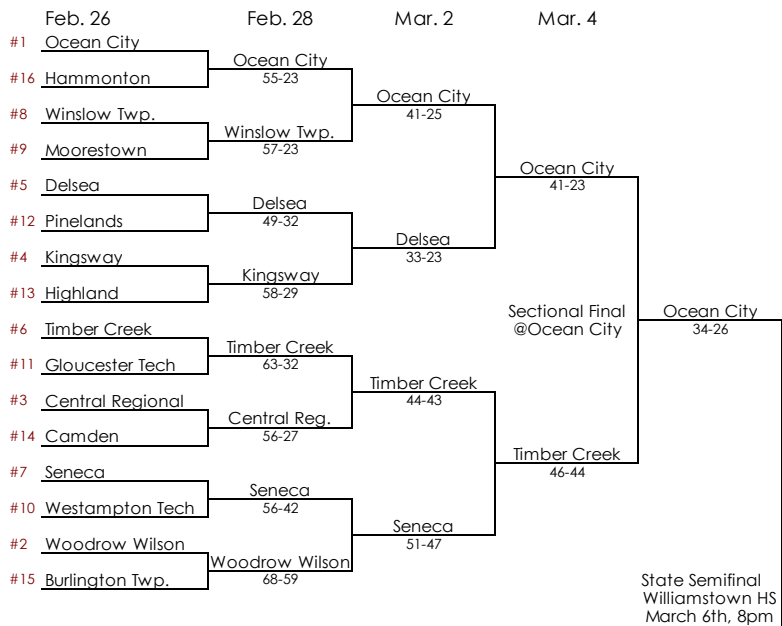 Feb. 26 Feb. 28 Mar. 2 Mar. 4
#1 Ocean City
#16 Hammonton
#8 Winslow Twp.
#9 Moorestown
#5 Delsea
#12 Pinelands
#4 Kingsway
#13 Highland
#6 Timber Creek
#11 Gloucester Tech
#3 Central Regional
#14 Camden
#7 Seneca
#10 Westampton Tech
#2 Woodrow Wilson
#15 Burlington Twp.
Ocean City
55-23
Winslow Twp.
57-23
Delsea
49-32
Kingsway
58-29
Timber Creek
63-32
Central Reg.
56-27
Seneca
56-42
Woodrow Wilson
68-59
Ocean City
41-25
Delsea
33-23
Timber Creek
44-43
Seneca
51-47
Ocean City
41-23
Timber Creek
46-44
Sectional Final
@Ocean City
Ocean City
34-26
State Semifinal
Williamstown HS
March 6th, 8pm